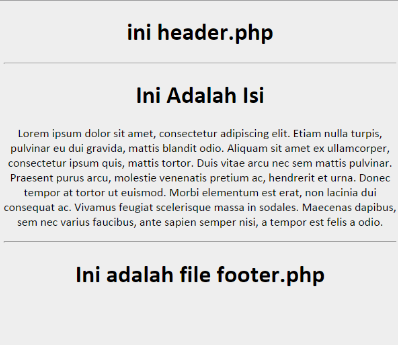 ini header.php
Ini Adalah Isi
Lorem ipsum dolor sit amet, consectetur adipiscing elit. Etiam nulla turpis,
pulvinar eu dui gravida, mattis blandit odio. Aliquam sit amet ex ullamcorper,
consectetur ipsum quis, mattis tortor. Duis vitae arcu nec sem mattis pulvinar.
Praesent purus arcu, molestie venenatis pretium ac, hendrerit et urna. Donec
tempor at tortor ut euismod. Morbi elementum est erat, non lacinia dui
consequat ac. Vivamus feugiat scelerisque massa in sodales. Maecenas dapibus,
sem nec varius faucibus, ante sapien semper nisi, a tempor est felis a odio.
Ini adalah file footer.php